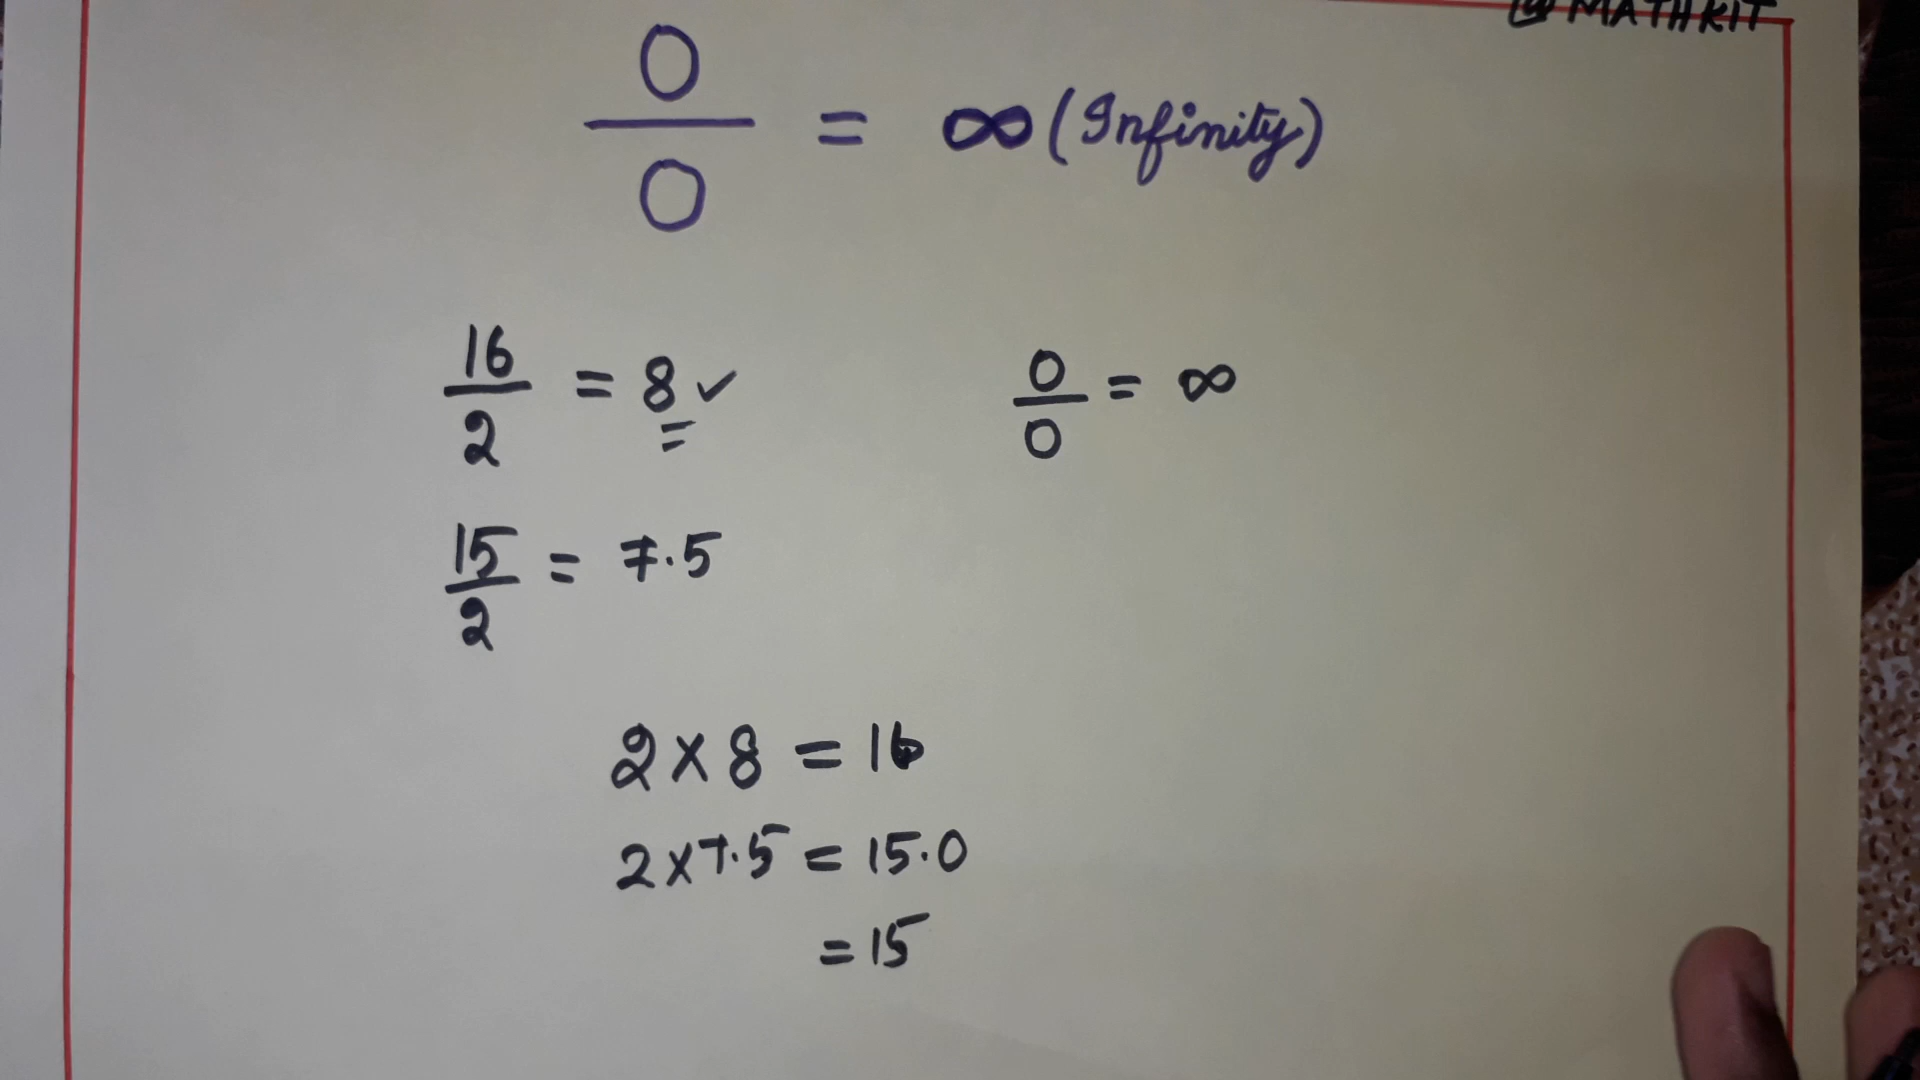 @MATHKIT
0/0 = ∞ (Infinity)
16/2 = 8 ✓
0/0 = ∞
15/2 = 7.5
2 × 8 = 16
2 × 7.5 = 15.0
= 15